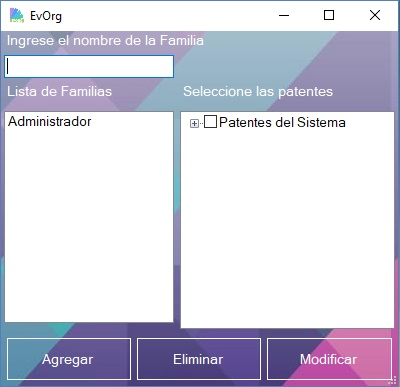 EvOrg
Ingrese el nombre de la Familia
Lista de Familias
Seleccione las patentes
Administrador
Patentes del Sistema
Agregar
Eliminar
Modificar